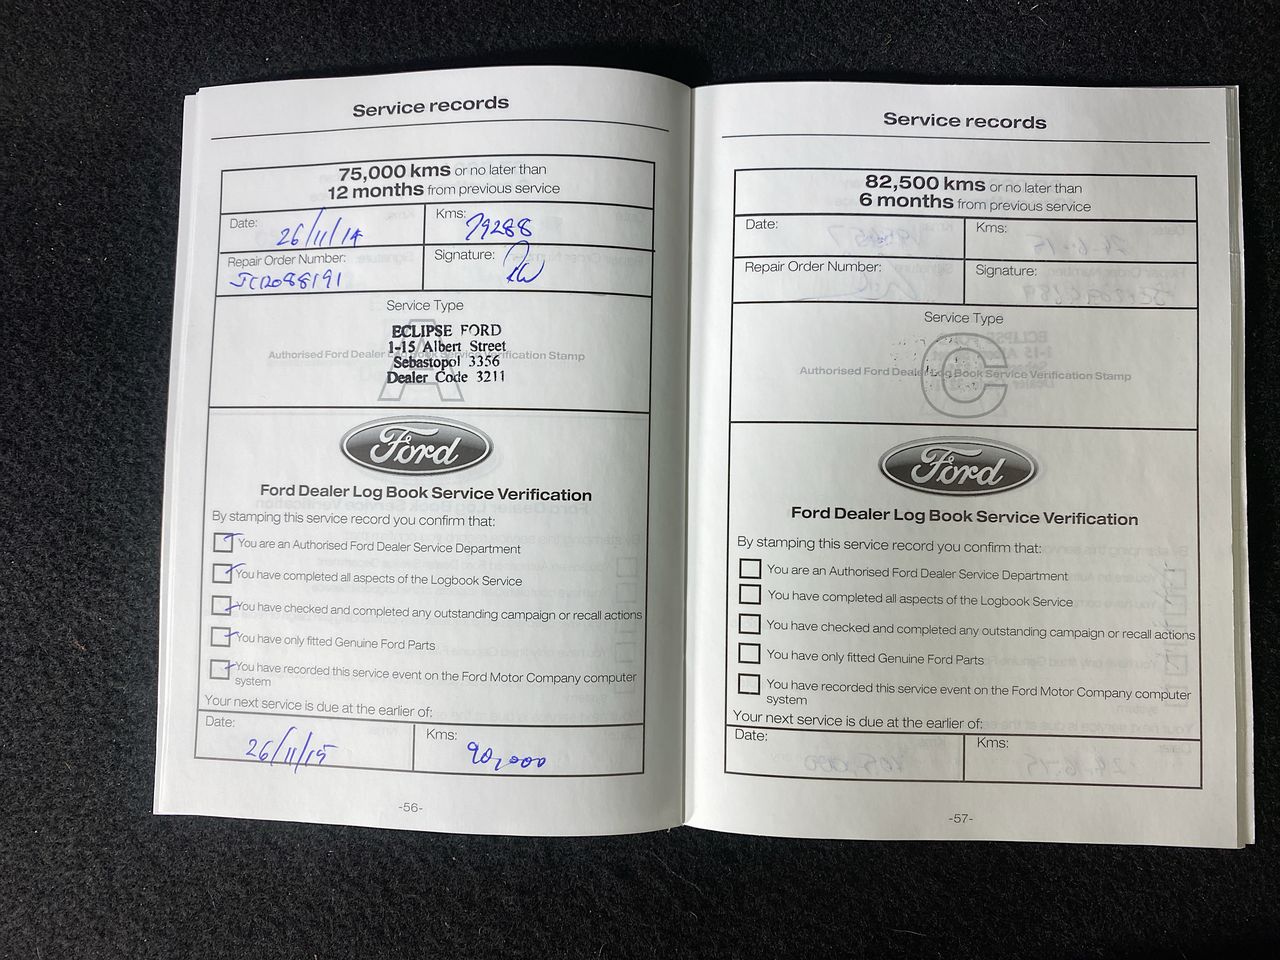 Service records
75,000 kms or no later than
12 months from previous service
Date: 26/11/14
Kms: 79288
Repair Order Number: JCRO88191
Signature:
Service Type
A
Authorised Ford Dealer Log Book Service Verification Stamp
ECLIPSE FORD
1-15 Albert Street
Sebastopol 3356
Dealer Code 3211
Ford
Ford Dealer Log Book Service Verification
By stamping this service record you confirm that:
You are an Authorised Ford Dealer Service Department
You have completed all aspects of the Logbook Service
You have checked and completed any outstanding campaign or recall actions
You have only fitted Genuine Ford Parts
You have recorded this service event on the Ford Motor Company computer
system
Your next service is due at the earlier of:
Date: 26/11/15
Kms: 90,000
-56-
Service records
82,500 kms or no later than
6 months from previous service
Date:
Kms:
Repair Order Number:
Signature:
Service Type
C
Authorised Ford Dealer Log Book Service Verification Stamp
Ford
Ford Dealer Log Book Service Verification
By stamping this service record you confirm that:
You are an Authorised Ford Dealer Service Department
You have completed all aspects of the Logbook Service
You have checked and completed any outstanding campaign or recall actions
You have only fitted Genuine Ford Parts
You have recorded this service event on the Ford Motor Company computer
system
Your next service is due at the earlier of:
Date:
Kms:
-57-